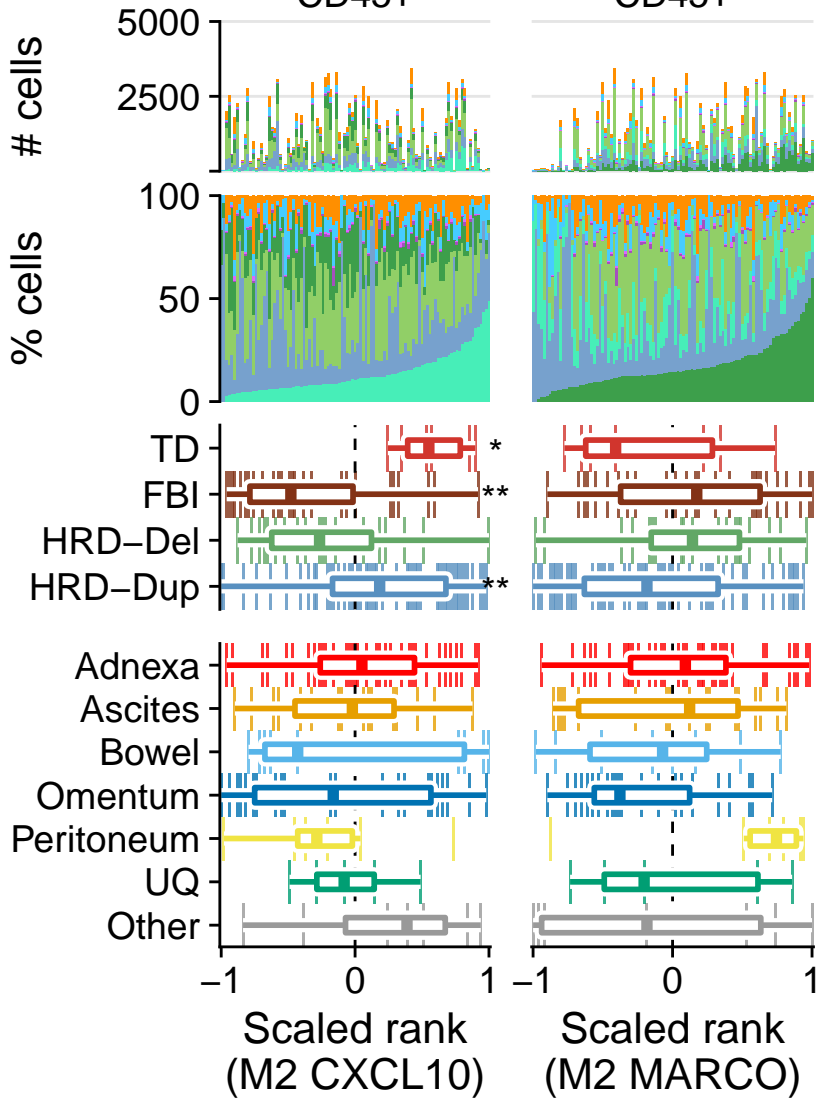 5000
2500
# cells
100
50
0
% cells
TD
*
FBI
**
HRD−Del
HRD−Dup
**
Adnexa
Ascites
Bowel
Omentum
Peritoneum
UQ
Other
−1 0 1 −1 0 1
Scaled rank Scaled rank
(M2 CXCL10) (M2 MARCO)